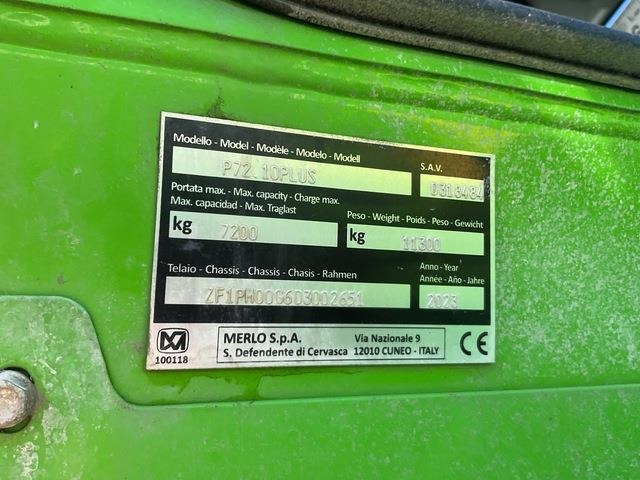 Modello - Model - Modèle - Modelo - Modell
P72.10PLUS
S.A.V.
0318484
Portata max. - Max. capacity - Charge max.
Max. capacidad - Max. Traglast
kg 7200
Peso - Weight - Poids - Peso - Gewicht
kg 11300
Telaio - Chassis - Chassis - Chasis - Rahmen
ZF1PW00G6D3002651
Anno - Year
Année - Año - Jahre
2023
100118
MERLO S.p.A. Via Nazionale 9
S. Defendente di Cervasca 12010 CUNEO - ITALY
CE